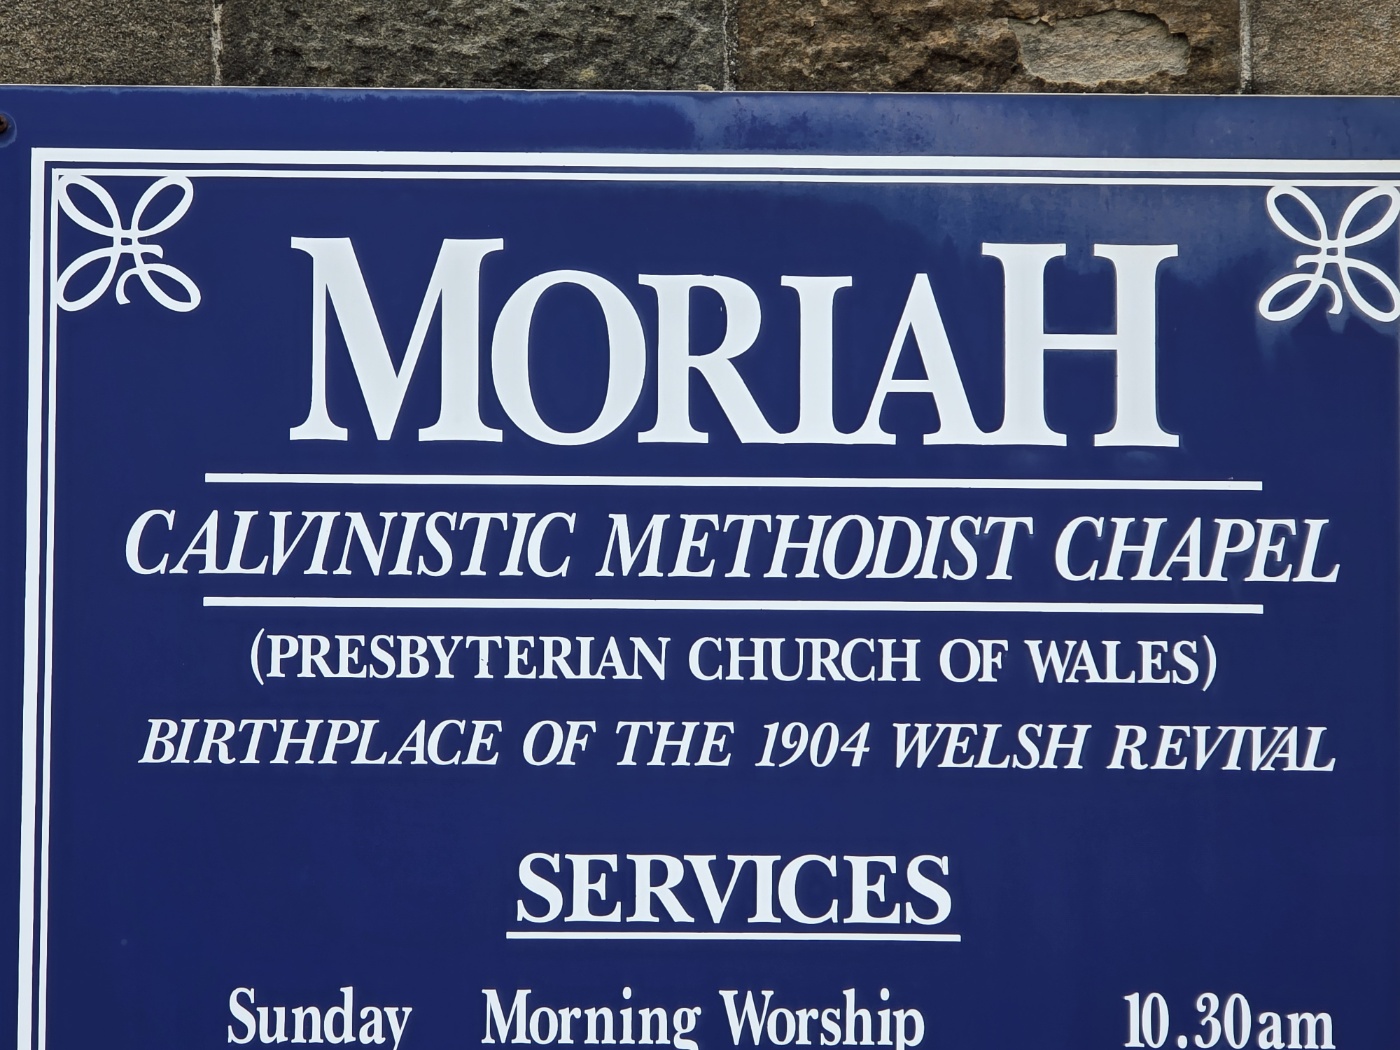 MORIAH
CALVINISTIC METHODIST CHAPEL
(PRESBYTERIAN CHURCH OF WALES)
BIRTHPLACE OF THE 1904 WELSH REVIVAL
SERVICES
Sunday Morning Worship 10.30am